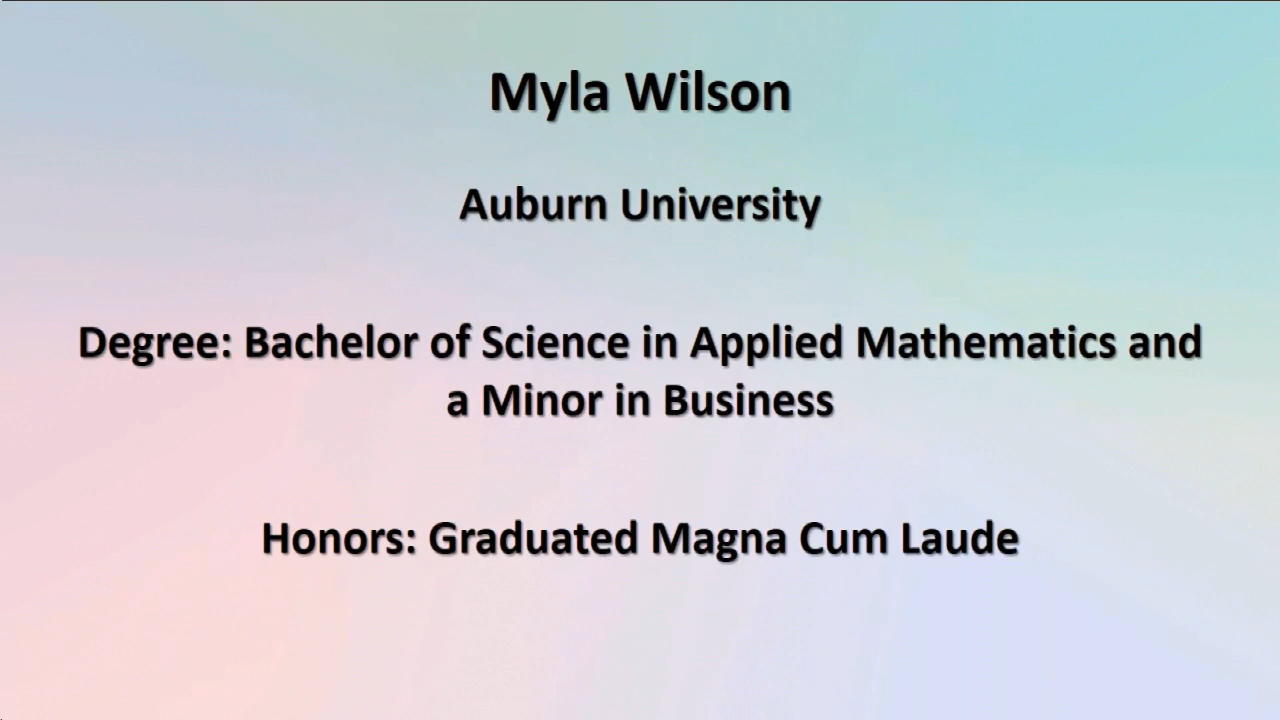 Myla Wilson
Auburn University
Degree: Bachelor of Science in Applied Mathematics and
a Minor in Business
Honors: Graduated Magna Cum Laude